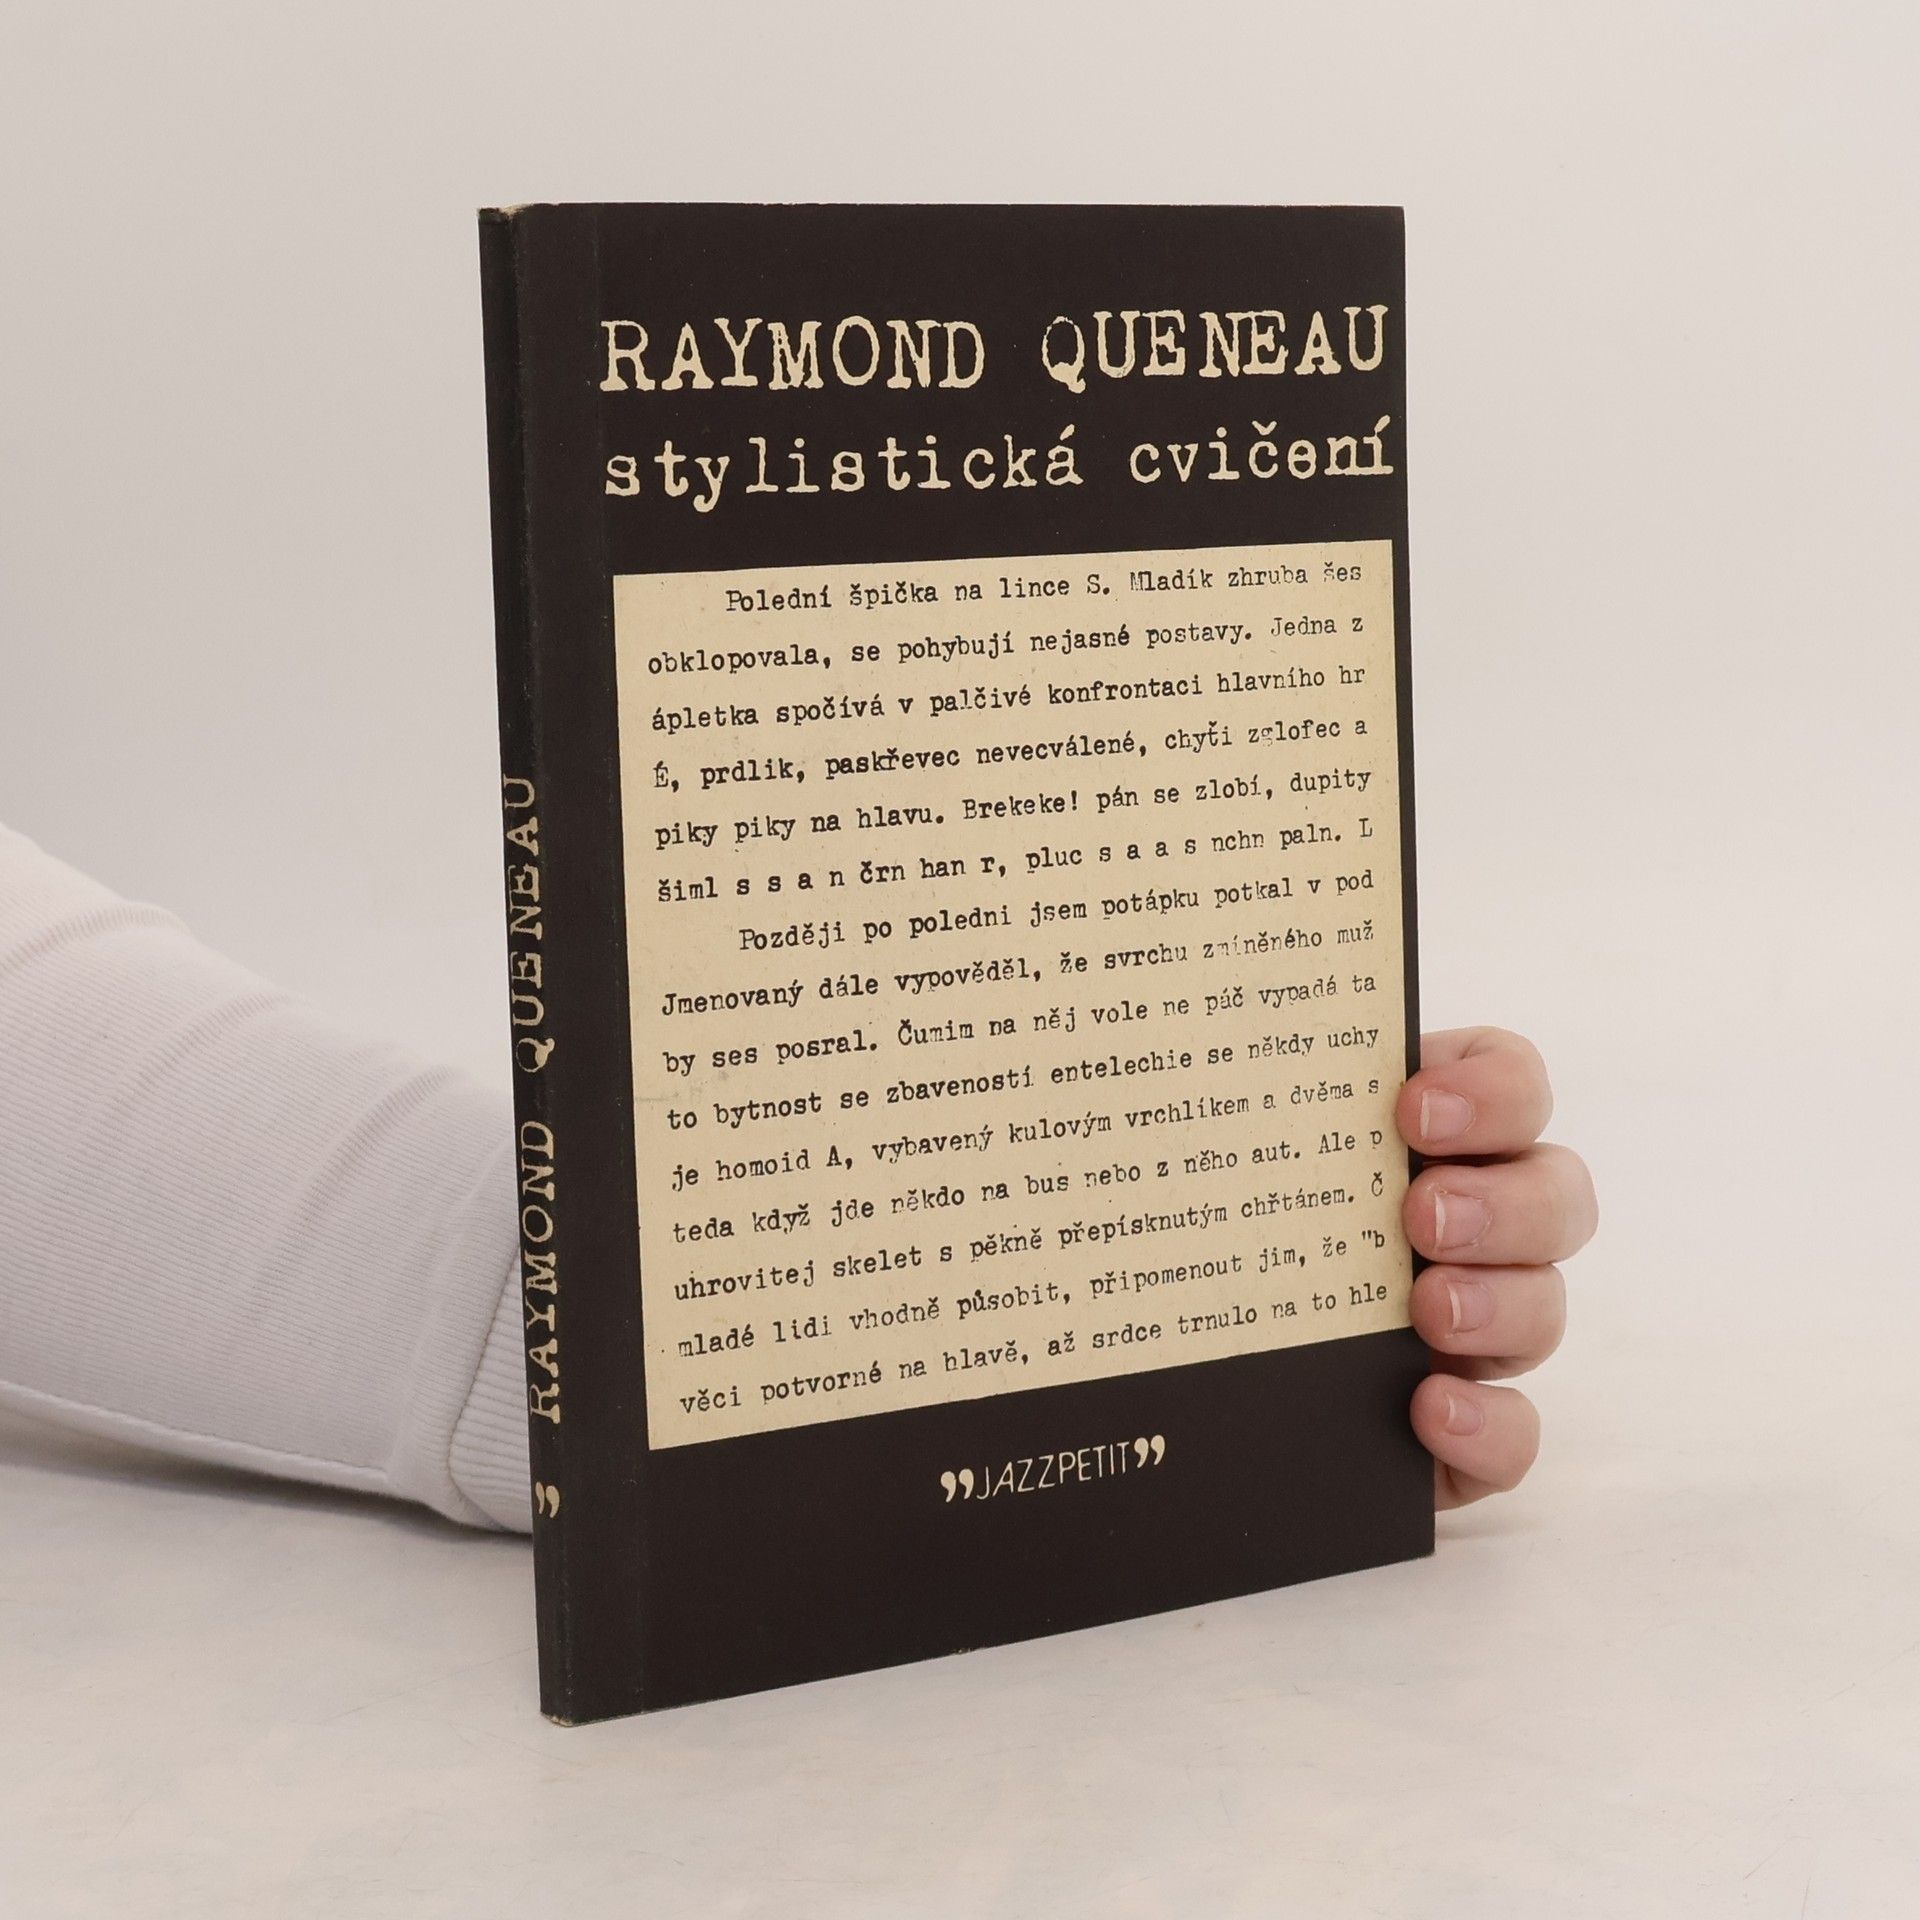 RAYMOND QUENEAU
stylistická cvičení
Polední špička na lince S. Mladík zhruba šes
obklopovala, se pohybují nejasné postavy. Jedna z
ápletka spočívá v palčivé konfrontaci hlavního hr
É, prdlik, paskřevec nevecválené, chyťi zglofec a
piky piky na hlavu. Brekeke! pán se zlobí, dupity
šiml s s a n črn han r, pluc s a a s nchn paln. L
Později po poledni jsem potápku potkal v pod
Jmenovaný dále vypověděl, že svrchu zmíněného muž
by ses posral. Čumim na něj vole ne páč vypadá ta
to bytnost se zbaveností entelechie se někdy uchy
je homoid A, vybavený kulovým vrchlíkem a dvěma s
teda když jde někdo na bus nebo z něho aut. Ale p
uhrovitej skelet s pěkně přepísknutým chřtánem. Č
mladé lidi vhodně působit, připomenout jim, že "b
věci potvorné na hlavě, až srdce trnulo na to hle
”JAZZPETIT”
” RAYMOND QUENEAU